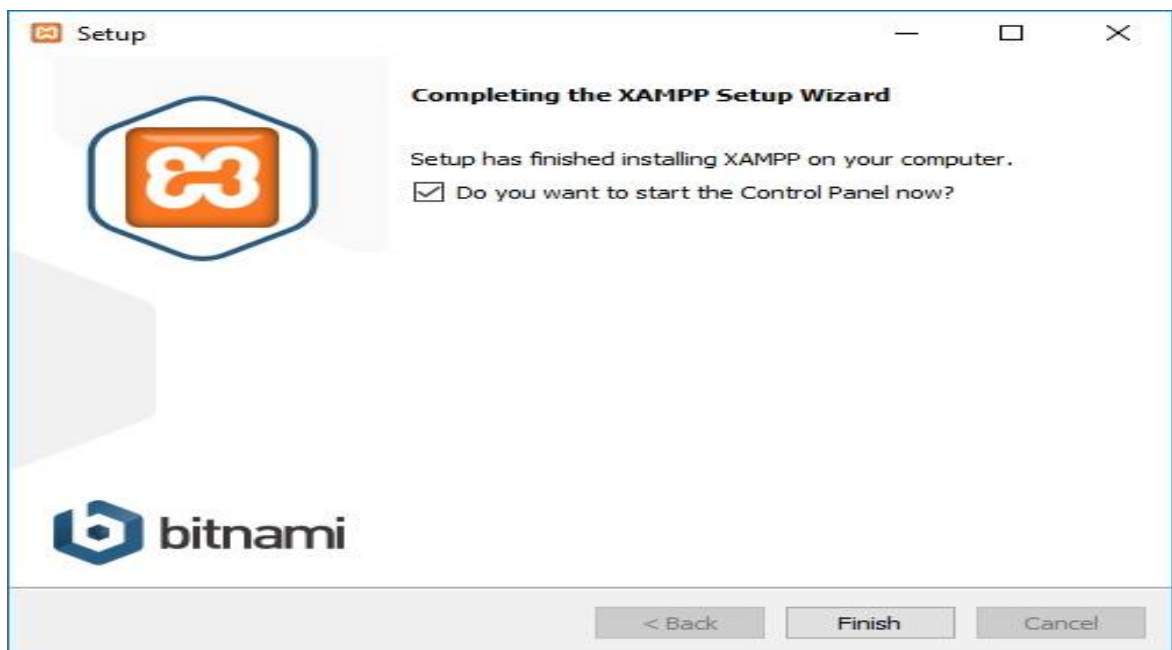 Setup
Completing the XAMPP Setup Wizard
Setup has finished installing XAMPP on your computer.
Do you want to start the Control Panel now?
bitnami
< Back
Finish
Cancel